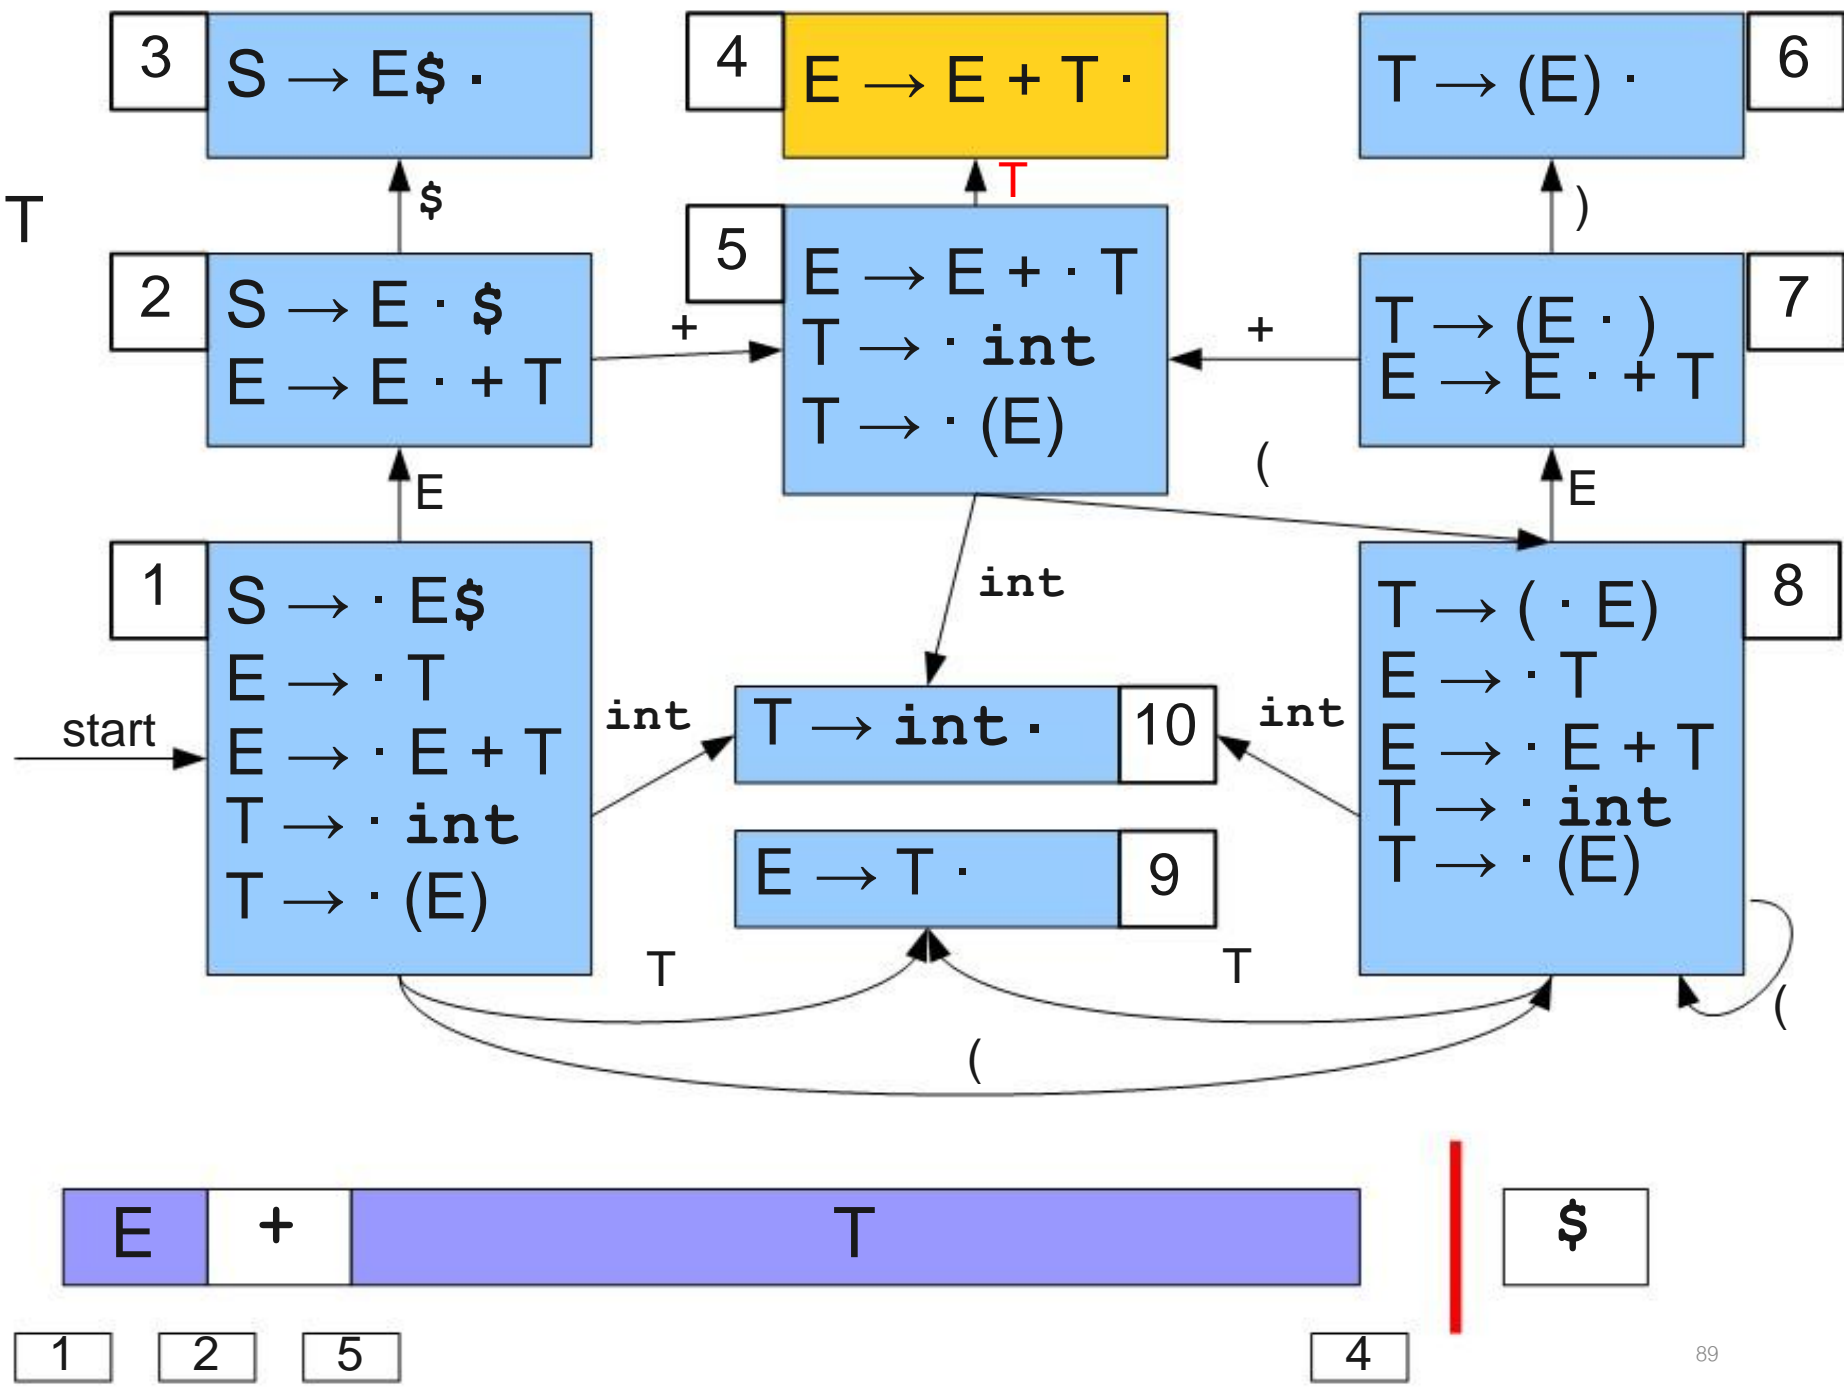 3
S → E$ ·
4
E → E + T ·
T → (E) ·
6
T
$
T
)
2
S → E · $
E → E · + T
+
5
E → E + · T
T → · int
T → · (E)
+
7
T → (E · )
E → E · + T
E
(
E
start
1
S → · E$
E → · T
E → · E + T
T → · int
T → · (E)
int
int
T → int ·
10
int
E → T ·
9
8
T → ( · E)
E → · T
E → · E + T
T → · int
T → · (E)
T
T
(
(
E + T $
1 2 5 4
89